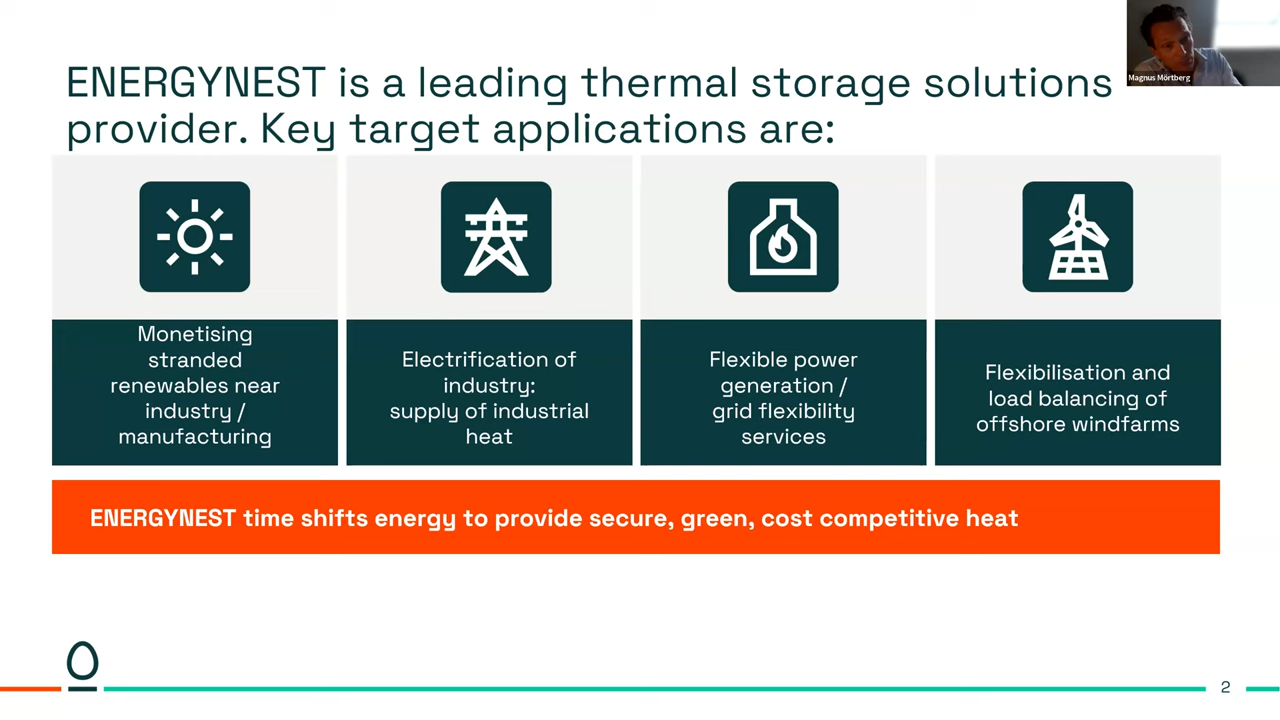 Magnus Mörtberg
ENERGYNEST is a leading thermal storage solutions
provider. Key target applications are:
Monetising
stranded
renewables near
industry /
manufacturing
Electrification of
industry:
supply of industrial
heat
Flexible power
generation /
grid flexibility
services
Flexibilisation and
load balancing of
offshore windfarms
ENERGYNEST time shifts energy to provide secure, green, cost competitive heat
2